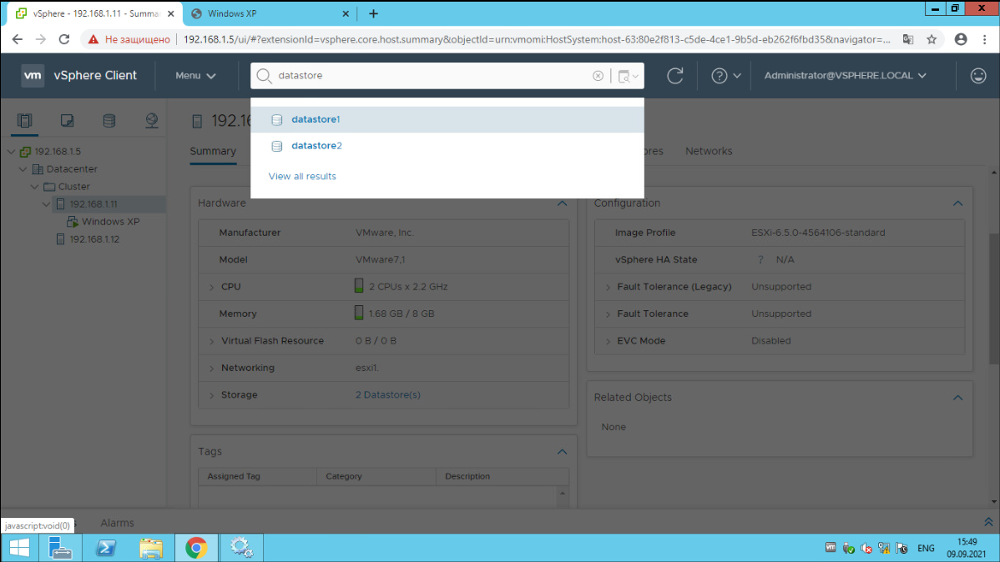 vSphere - 192.168.1.11 - Summa
Windows XP
Не защищено
192.168.1.5/ui/#?extensionId=vsphere.core.host.summary&objectId=urn:vmomi:HostSystem:host-63:80e2f813-c5de-4ce1-9b5d-eb262f6fbd35&navigator=...
vm vSphere Client
Menu
datastore
Administrator@VSPHERE.LOCAL
datastore1
datastore2
View all results
192.168.1.5
Datacenter
Cluster
192.168.1.11
Windows XP
192.168.1.12
192.1
Summary
ores
Networks
Hardware
Manufacturer VMware, Inc.
Model VMware7,1
CPU 2 CPUs x 2.2 GHz
Memory 1.68 GB / 8 GB
Virtual Flash Resource 0 B / 0 B
Networking esxi1.
Storage 2 Datastore(s)
Tags
Assigned Tag Category Description
Configuration
Image Profile ESXi-6.5.0-4564106-standard
vSphere HA State ? N/A
Fault Tolerance (Legacy) Unsupported
Fault Tolerance Unsupported
EVC Mode Disabled
Related Objects
None
javascript:void(0)
Alarms
ENG
15:49
09.09.2021